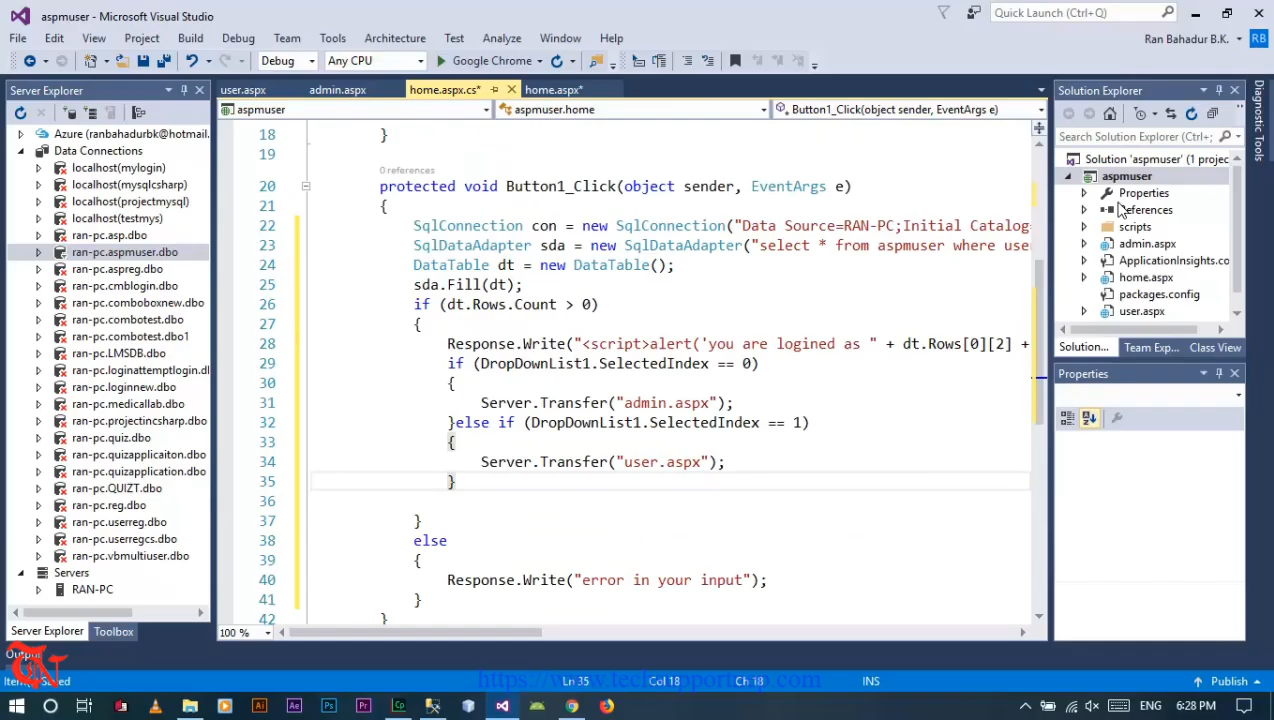 aspmuser - Microsoft Visual Studio
Quick Launch (Ctrl+Q)
File Edit View Project Build Debug Team Tools Architecture Test Analyze Window Help
Ran Bahadur B.K. RB
Debug Any CPU Google Chrome
Server Explorer
Azure (ranbahadurbk@hotmail.
Data Connections
localhost(mylogin)
localhost(mysqlcsharp)
localhost(projectmysql)
localhost(testmys)
ran-pc.asp.dbo
ran-pc.aspmuser.dbo
ran-pc.aspreg.dbo
ran-pc.cmblogin.dbo
ran-pc.comboboxnew.dbo
ran-pc.combotest.dbo
ran-pc.combotest.dbo1
ran-pc.LMSDB.dbo
ran-pc.loginattemptlogin.dl
ran-pc.loginnew.dbo
ran-pc.medicallab.dbo
ran-pc.projectincsharp.dbo
ran-pc.quiz.dbo
ran-pc.quizapplicaiton.dbo
ran-pc.quizapplication.dbo
ran-pc.QUIZT.dbo
ran-pc.reg.dbo
ran-pc.userreg.dbo
ran-pc.userregcs.dbo
ran-pc.vbmultiuser.dbo
Servers
RAN-PC
Server Explorer Toolbox
user.aspx admin.aspx home.aspx.cs* home.aspx*
aspmuser aspmuser.home Button1_Click(object sender, EventArgs e)
18 }
19
0 references
20 protected void Button1_Click(object sender, EventArgs e)
21 {
22 SqlConnection con = new SqlConnection("Data Source=RAN-PC;Initial Catalog=
23 SqlDataAdapter sda = new SqlDataAdapter("select * from aspmuser where use
24 DataTable dt = new DataTable();
25 sda.Fill(dt);
26 if (dt.Rows.Count > 0)
27 {
28 Response.Write("<script>alert('you are logined as " + dt.Rows[0][2] +
29 if (DropDownList1.SelectedIndex == 0)
30 {
31 Server.Transfer("admin.aspx");
32 }else if (DropDownList1.SelectedIndex == 1)
33 {
34 Server.Transfer("user.aspx");
35 }
36
37 }
38 else
39 {
40 Response.Write("error in your input");
41 }
42 }
100 %
Solution Explorer
Search Solution Explorer (Ctrl+;)
Solution 'aspmuser' (1 projec
aspmuser
Properties
References
scripts
admin.aspx
ApplicationInsights.co
home.aspx
packages.config
user.aspx
Solution... Team Exp... Class View
Properties
Diagnostic Tools
Output
Item(s) Saved
Ln 35 Col 18 Ch 18 INS Publish
6:28 PM